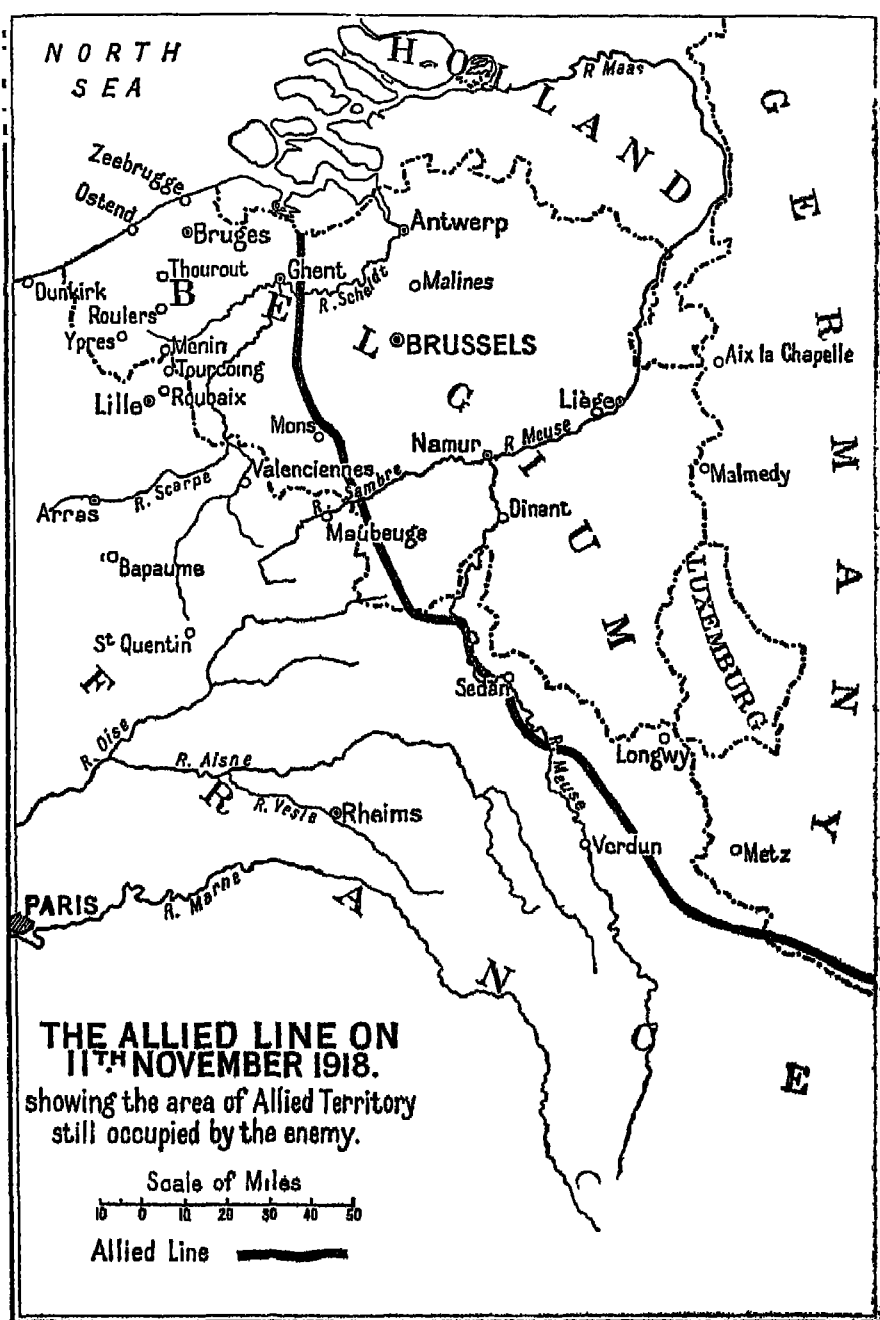 NORTH
SEA
HOLLAND
R Maas
GERMANY
Zeebrugge
Ostend
Bruges
Antwerp
Dunkirk
Thourout
Ghent
R. Scheldt
Malines
BELGIUM
Roulers
Ypres
Menin
BRUSSELS
Aix la Chapelle
Tourcoing
Lille
Roubaix
Liège
Mons
Namur
R Meuse
Valenciennes
Malmedy
R. Scarpe
R. Sambre
Arras
Dinant
Maubeuge
Bapaume
LUXEMBURG
St Quentin
FRANCE
Sedan
R. Oise
R. Aisne
Longwy
R. Meuse
R. Vesle
Rheims
Verdun
Metz
PARIS
R. Marne
THE ALLIED LINE ON
11TH NOVEMBER 1918.
showing the area of Allied Territory
still occupied by the enemy.
Scale of Miles
10 0 10 20 30 40 50
Allied Line